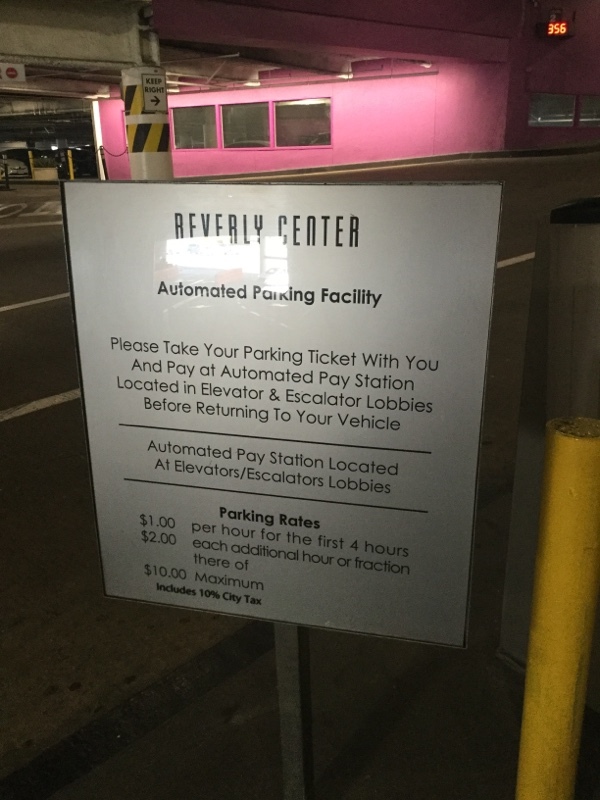 356
KEEP
RIGHT
BEVERLY CENTER
Automated Parking Facility
Please Take Your Parking Ticket With You
And Pay at Automated Pay Station
Located in Elevator & Escalator Lobbies
Before Returning To Your Vehicle
Automated Pay Station Located
At Elevators/Escalators Lobbies
Parking Rates
$1.00 per hour for the first 4 hours
$2.00 each additional hour or fraction
there of
$10.00 Maximum
Includes 10% City Tax